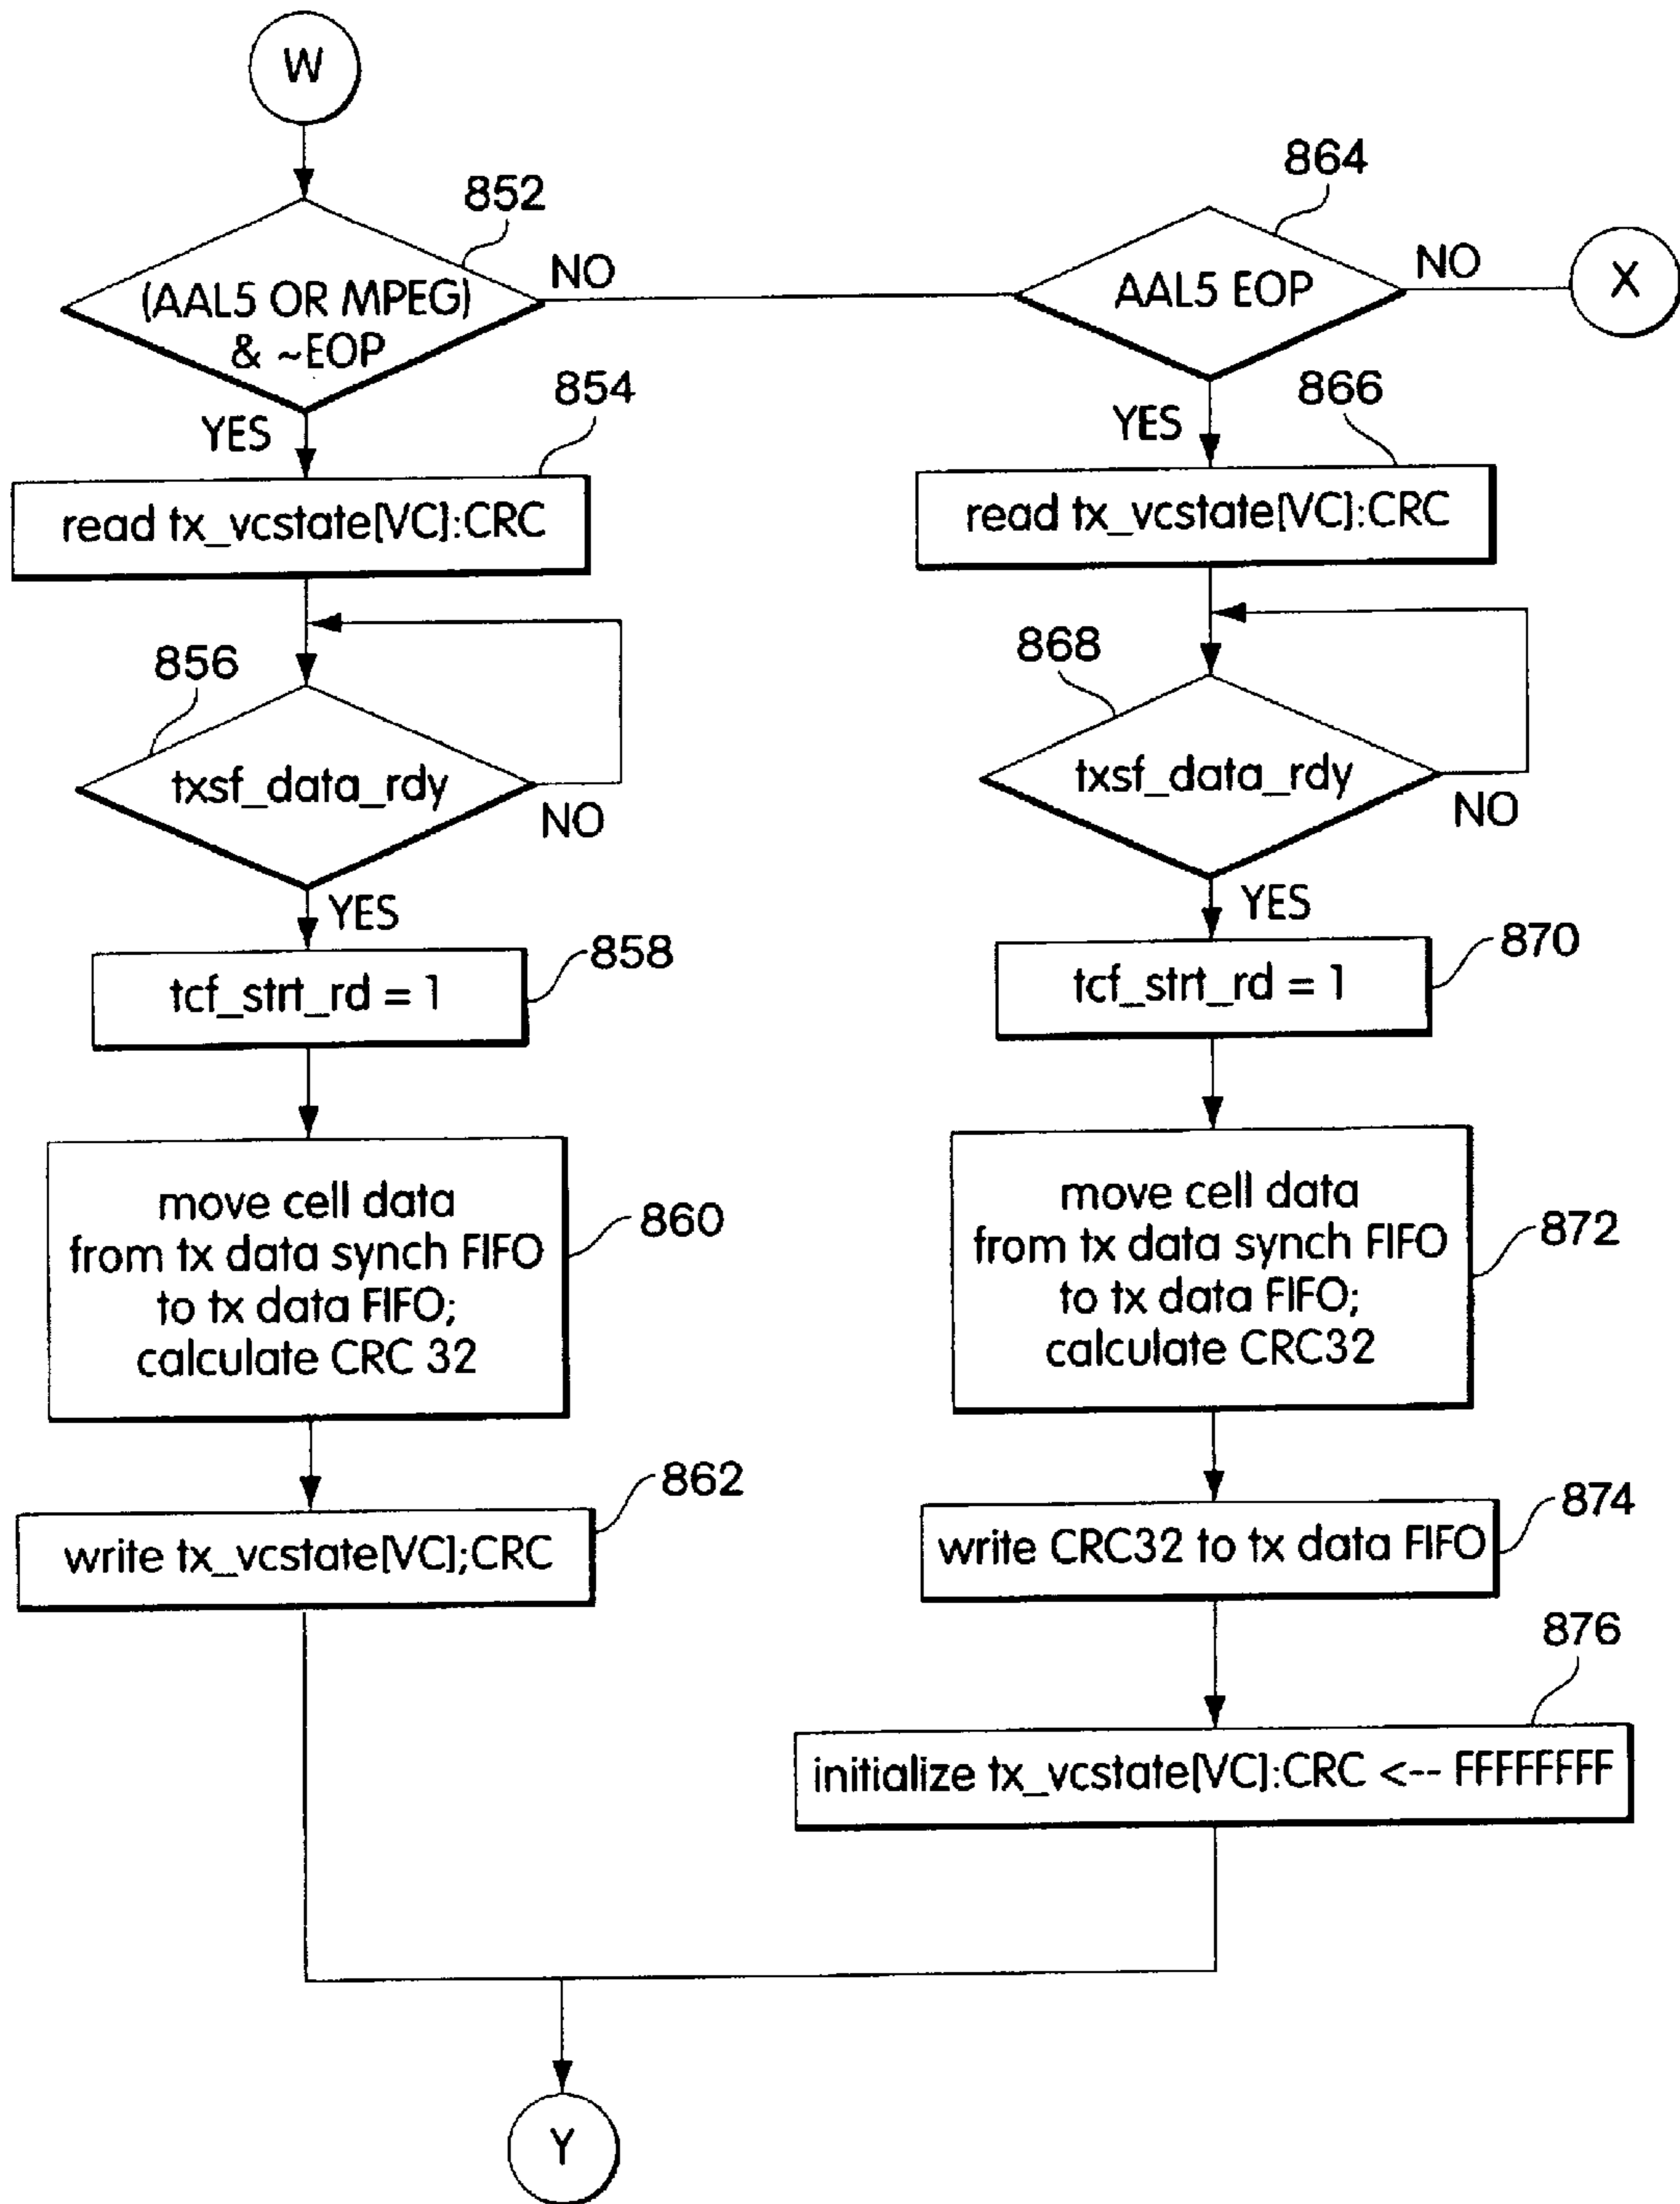 W
852
(AAL5 OR MPEG)
& ~EOP
NO
YES
864
AAL5 EOP
NO
X
YES
854
read tx_vcstate[VC]:CRC
866
read tx_vcstate[VC]:CRC
856
txsf_data_rdy
NO
YES
868
txsf_data_rdy
NO
YES
858
tcf_strt_rd = 1
870
tcf_strt_rd = 1
move cell data
from tx data synch FIFO
to tx data FIFO;
calculate CRC 32
860
move cell data
from tx data synch FIFO
to tx data FIFO;
calculate CRC32
872
862
write tx_vcstate[VC];CRC
874
write CRC32 to tx data FIFO
876
initialize tx_vcstate[VC]:CRC <-- FFFFFFFF
Y